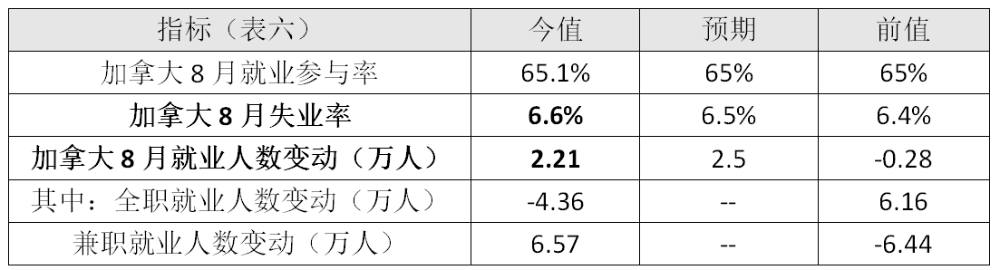 指标（表六） 今值 预期 前值
加拿大8月就业参与率 65.1% 65% 65%
加拿大8月失业率 6.6% 6.5% 6.4%
加拿大8月就业人数变动（万人） 2.21 2.5 -0.28
其中：全职就业人数变动（万人） -4.36 -- 6.16
兼职就业人数变动（万人） 6.57 -- -6.44